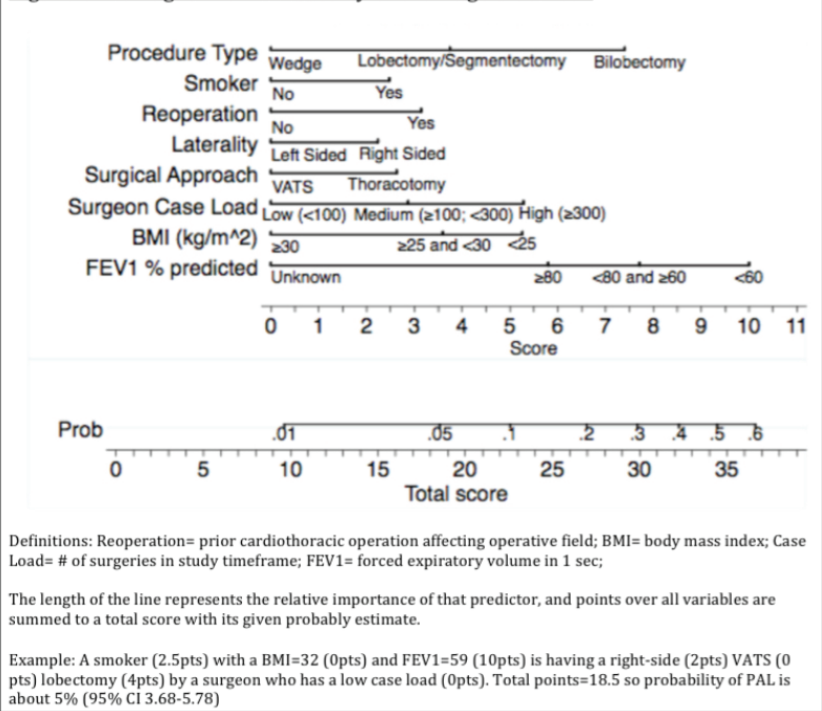 Procedure Type Wedge Lobectomy/Segmentectomy Bilobectomy
Smoker No Yes
Reoperation No Yes
Laterality Left Sided Right Sided
Surgical Approach VATS Thoracotomy
Surgeon Case Load Low (<100) Medium (≥100; <300) High (≥300)
BMI (kg/m^2) ≥30 ≥25 and <30 <25
FEV1 % predicted Unknown ≥80 <80 and ≥60 <60
0 1 2 3 4 5 6 7 8 9 10 11
Score
Prob .01 .05 .1 .2 .3 .4 .5 .6
0 5 10 15 20 25 30 35
Total score
Definitions: Reoperation= prior cardiothoracic operation affecting operative field; BMI= body mass index; Case
Load= # of surgeries in study timeframe; FEV1= forced expiratory volume in 1 sec;
The length of the line represents the relative importance of that predictor, and points over all variables are
summed to a total score with its given probably estimate.
Example: A smoker (2.5pts) with a BMI=32 (0pts) and FEV1=59 (10pts) is having a right-side (2pts) VATS (0
pts) lobectomy (4pts) by a surgeon who has a low case load (0pts). Total points=18.5 so probability of PAL is
about 5% (95% CI 3.68-5.78)